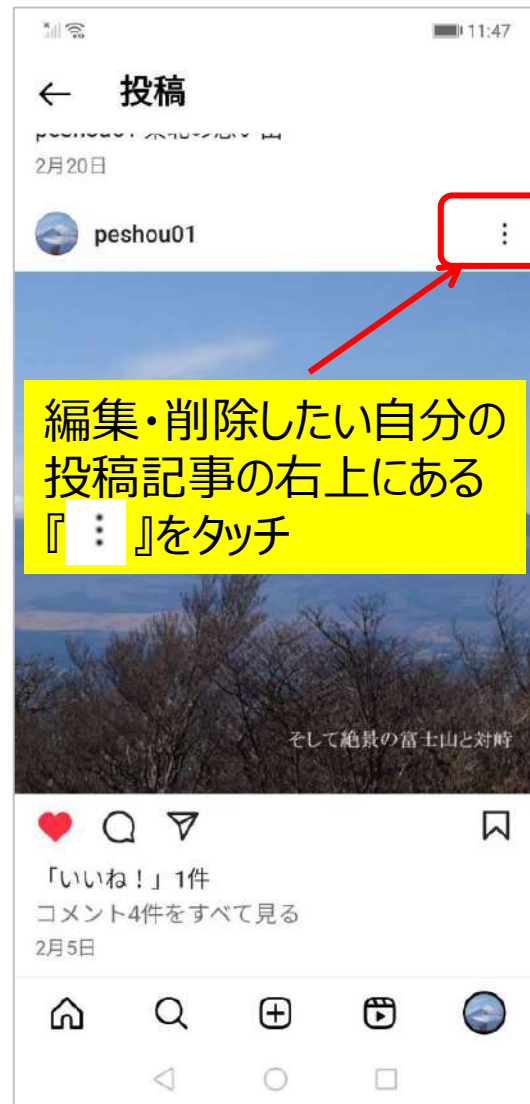 11:47
← 投稿
2月20日
peshou01
編集・削除したい自分の
投稿記事の右上にある
『⋮』をタッチ
そして絶景の富士山と対峙
「いいね！」1件
コメント4件をすべて見る
2月5日